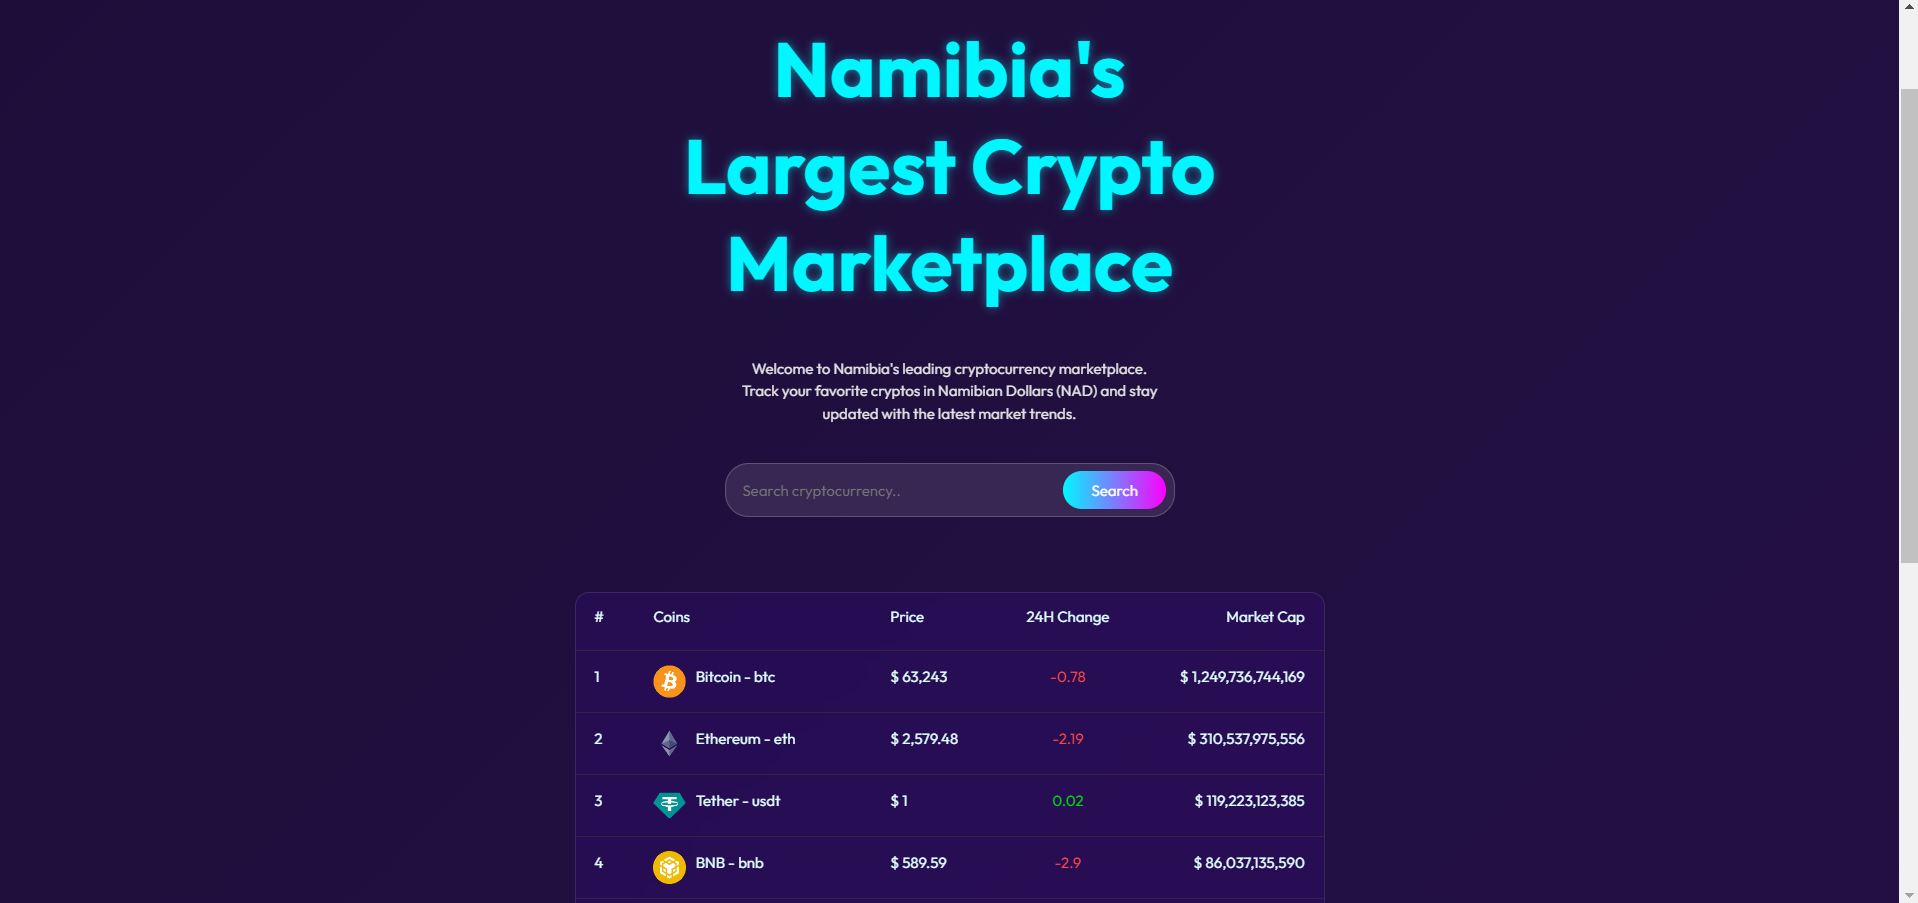 Namibia's
Largest Crypto
Marketplace
Welcome to Namibia's leading cryptocurrency marketplace.
Track your favorite cryptos in Namibian Dollars (NAD) and stay
updated with the latest market trends.
Search cryptocurrency.. Search
# Coins Price 24H Change Market Cap
1 Bitcoin - btc $ 63,243 -0.78 $ 1,249,736,744,169
2 Ethereum - eth $ 2,579.48 -2.19 $ 310,537,975,556
3 Tether - usdt $ 1 0.02 $ 119,223,123,385
4 BNB - bnb $ 589.59 -2.9 $ 86,037,135,590